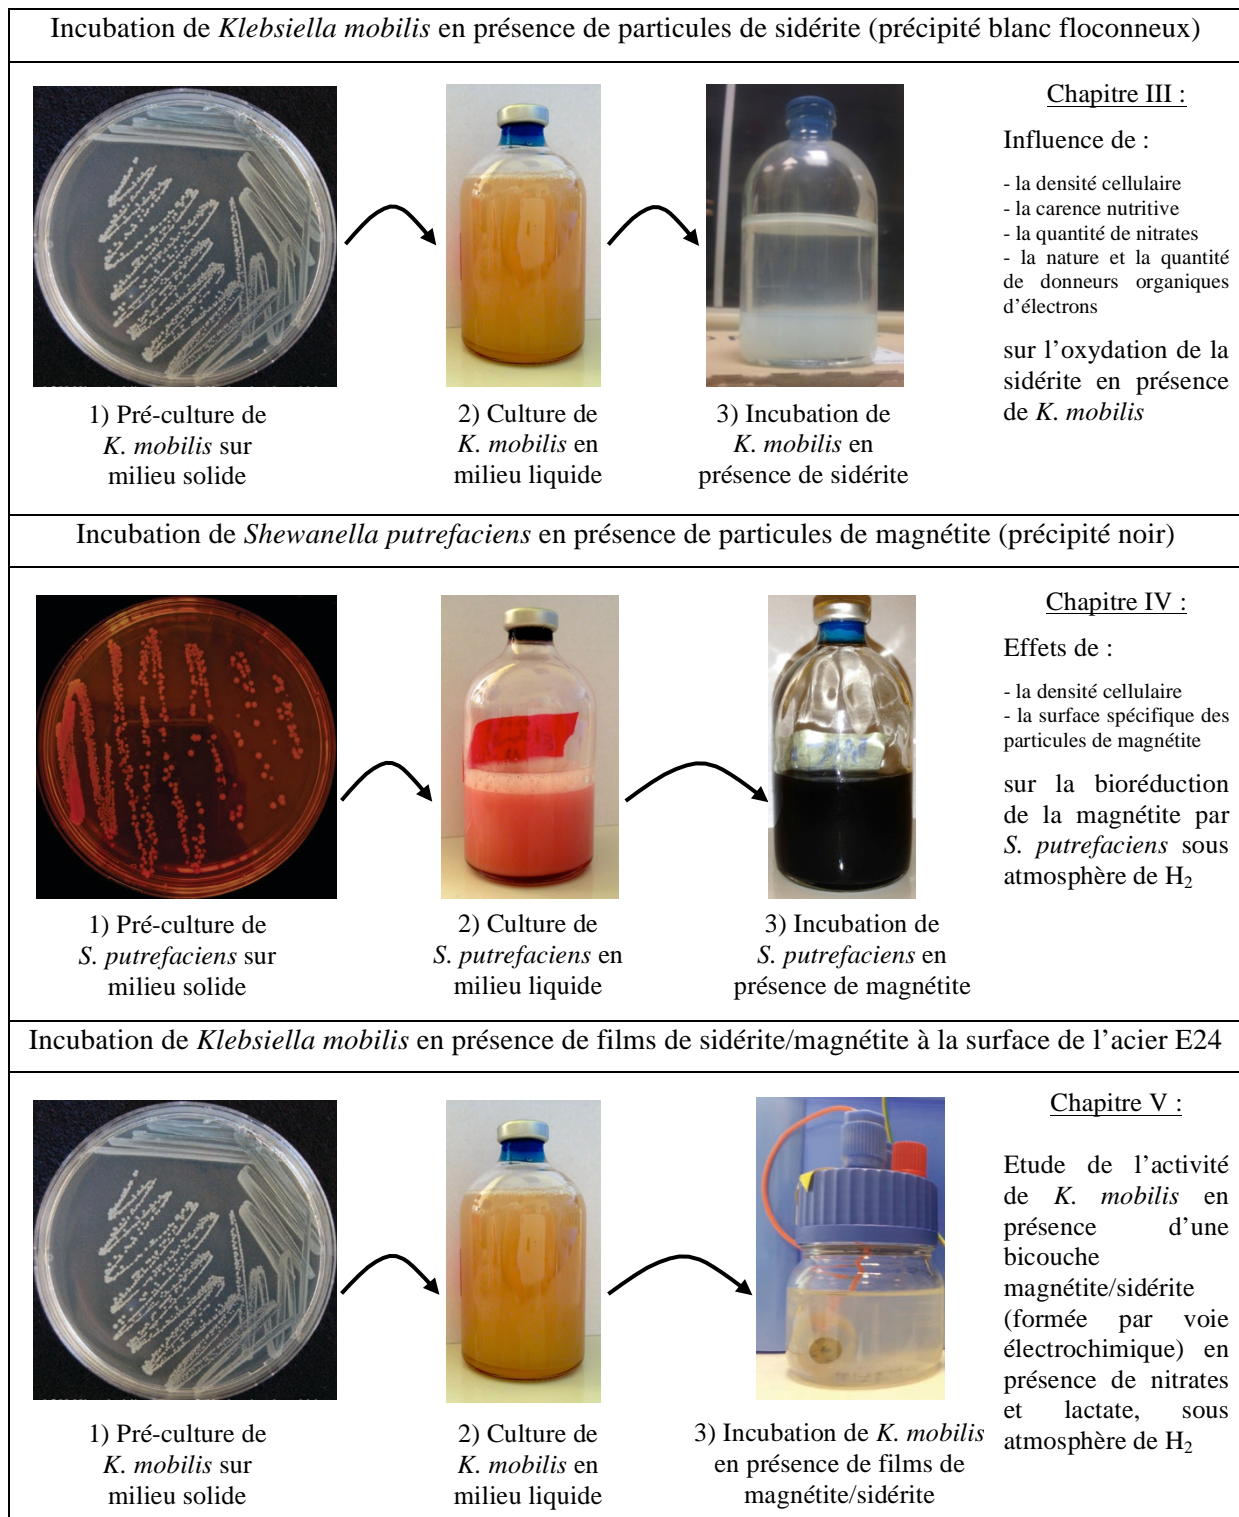 Incubation de Klebsiella mobilis en présence de particules de sidérite (précipité blanc floconneux)
1) Pré-culture de
K. mobilis sur
milieu solide
2) Culture de
K. mobilis en
milieu liquide
3) Incubation de
K. mobilis en
présence de sidérite
Chapitre III :
Influence de :
- la densité cellulaire
- la carence nutritive
- la quantité de nitrates
- la nature et la quantité
de donneurs organiques
d’électrons
sur l’oxydation de la
sidérite en présence
de K. mobilis
Incubation de Shewanella putrefaciens en présence de particules de magnétite (précipité noir)
1) Pré-culture de
S. putrefaciens sur
milieu solide
2) Culture de
S. putrefaciens en
milieu liquide
3) Incubation de
S. putrefaciens en
présence de magnétite
Chapitre IV :
Effets de :
- la densité cellulaire
- la surface spécifique des
particules de magnétite
sur la bioréduction
de la magnétite par
S. putrefaciens sous
atmosphère de H₂
Incubation de Klebsiella mobilis en présence de films de sidérite/magnétite à la surface de l’acier E24
1) Pré-culture de
K. mobilis sur
milieu solide
2) Culture de
K. mobilis en
milieu liquide
3) Incubation de K. mobilis
en présence de films de
magnétite/sidérite
Chapitre V :
Etude de l’activité
de K. mobilis en
présence d’une
bicouche
magnétite/sidérite
(formée par voie
électrochimique) en
présence de nitrates
et lactate, sous
atmosphère de H₂